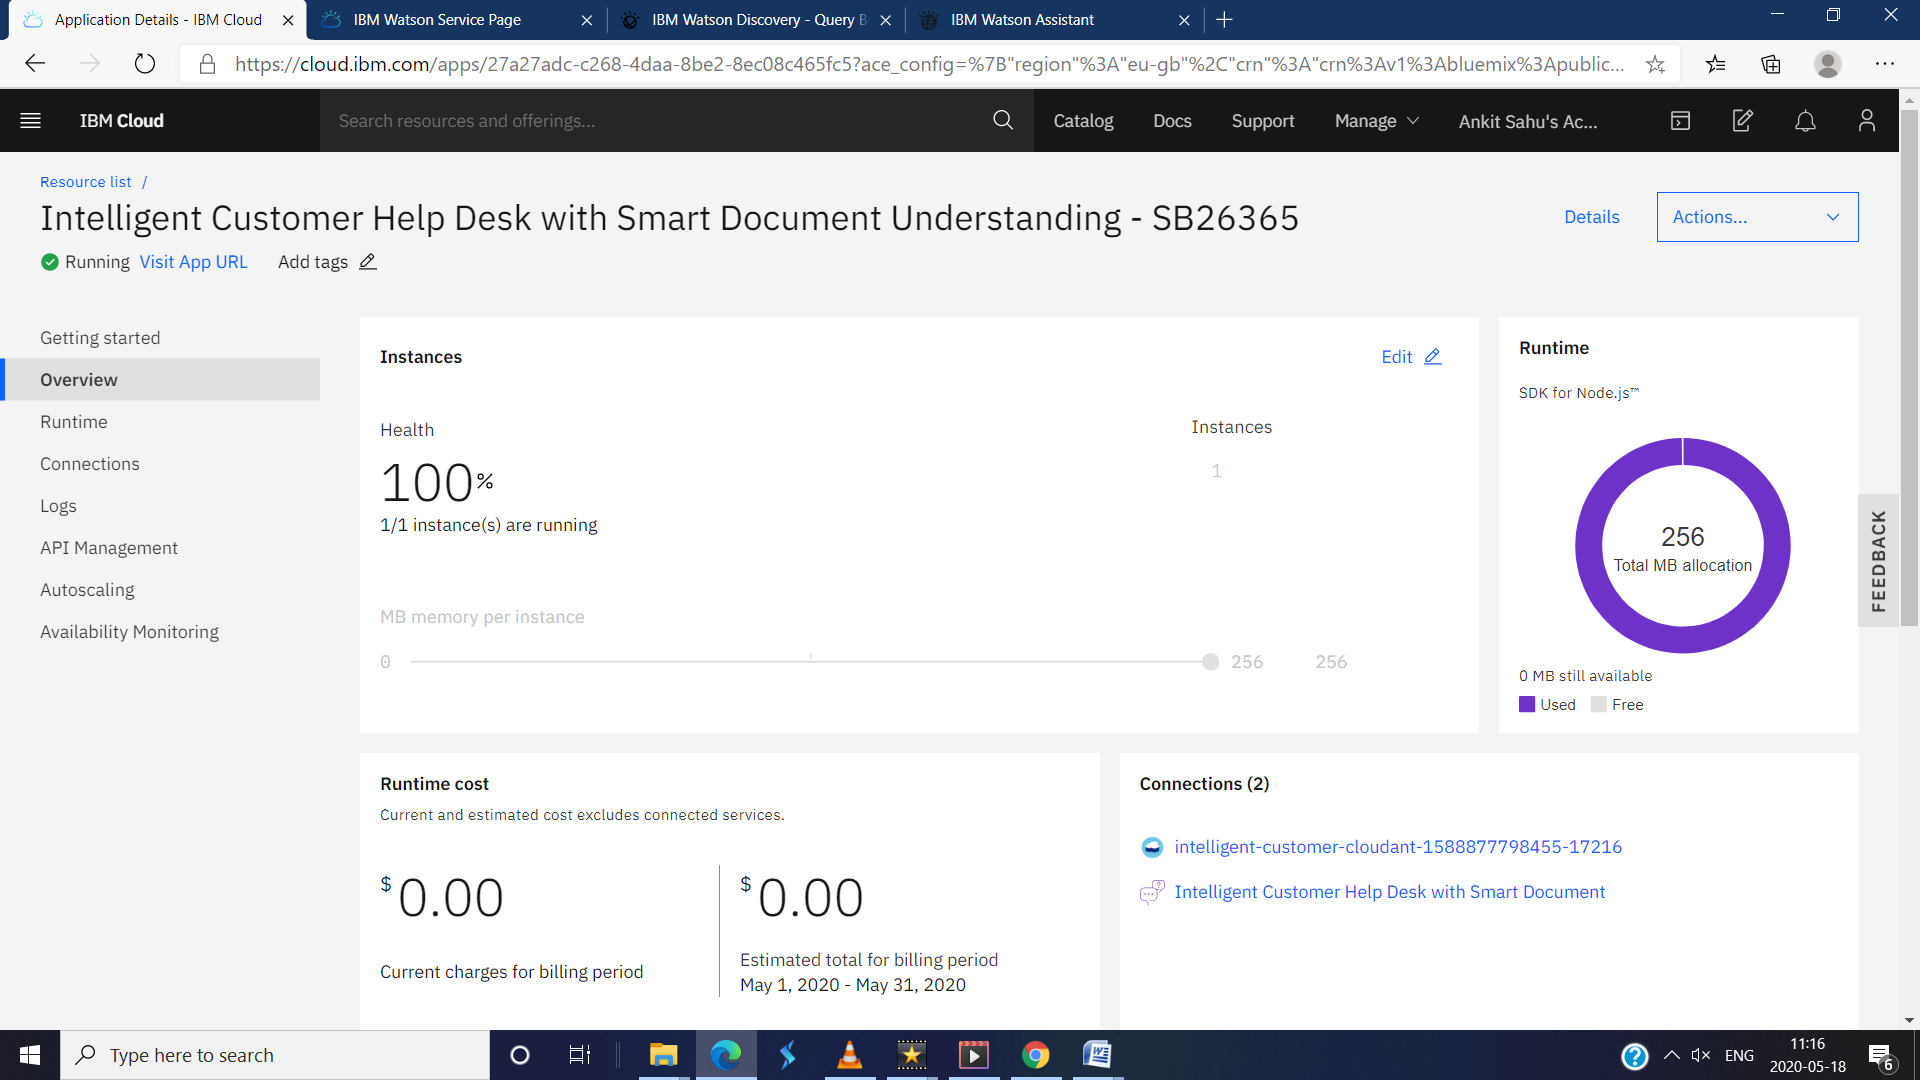 Application Details - IBM Cloud
IBM Watson Service Page
IBM Watson Discovery - Query B
IBM Watson Assistant
https://cloud.ibm.com/apps/27a27adc-c268-4daa-8be2-8ec08c465fc5?ace_config=%7B"region"%3A"eu-gb"%2C"crn"%3A"crn%3Av1%3Abluemix%3Apublic...
IBM Cloud
Search resources and offerings...
Catalog
Docs
Support
Manage
Ankit Sahu's Ac...
Resource list /
Intelligent Customer Help Desk with Smart Document Understanding - SB26365
Details
Actions...
Running
Visit App URL
Add tags
Getting started
Overview
Runtime
Connections
Logs
API Management
Autoscaling
Availability Monitoring
Instances
Edit
Health
100%
1/1 instance(s) are running
Instances
1
MB memory per instance
0
256
256
Runtime
SDK for Node.js™
256
Total MB allocation
0 MB still available
Used
Free
FEEDBACK
Runtime cost
Current and estimated cost excludes connected services.
$0.00
Current charges for billing period
$0.00
Estimated total for billing period
May 1, 2020 - May 31, 2020
Connections (2)
intelligent-customer-cloudant-1588877798455-17216
Intelligent Customer Help Desk with Smart Document
Type here to search
ENG
11:16
2020-05-18
6